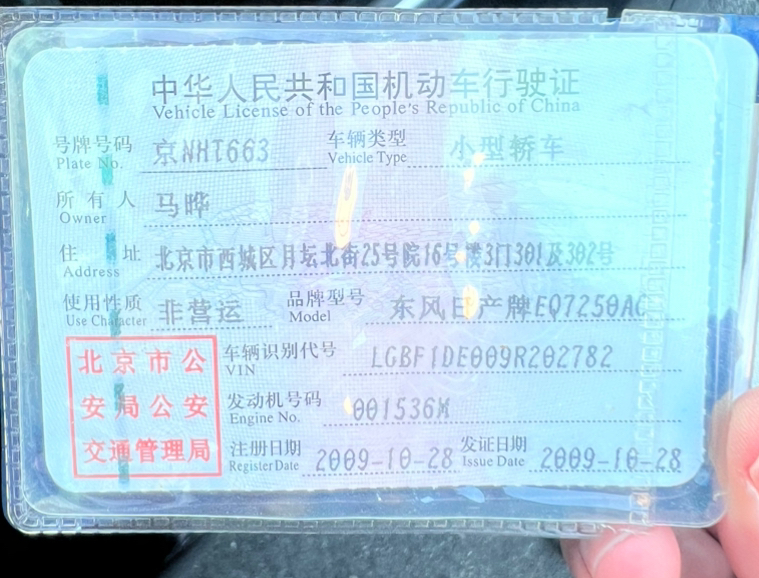 中华人民共和国机动车行驶证
Vehicle License of the People's Republic of China
号牌号码 京NHT663 车辆类型 小型轿车
Plate No. Vehicle Type
所有人 马晔
Owner
住址 北京市西城区月坛北街25号院16号楼3门301及302号
Address
使用性质 非营运 品牌型号 东风日产牌EQ7250AC
Use Character Model
北京市公 车辆识别代号 LGBF1DE009R202782
VIN
安局公安 发动机号码 001536M
Engine No.
交通管理局 注册日期 2009-10-28 发证日期 2009-10-28
Register Date Issue Date